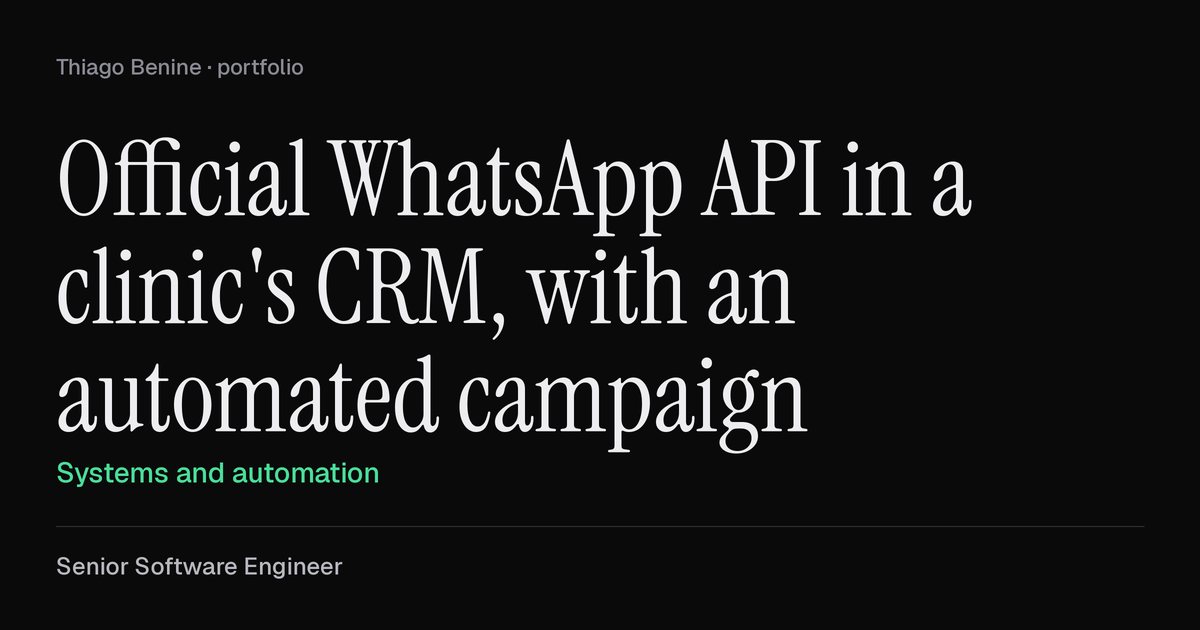 Thiago Benine · portfolio
Official WhatsApp API in a
clinic's CRM, with an
automated campaign
Systems and automation
Senior Software Engineer